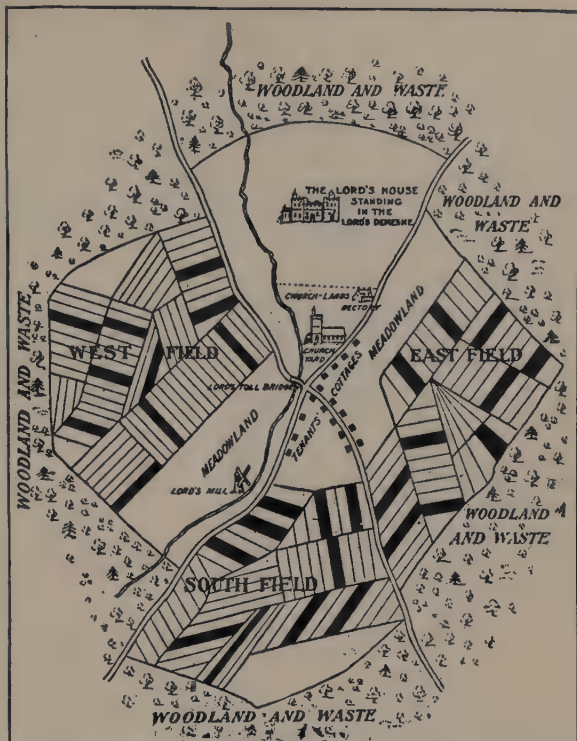 WOODLAND AND WASTE
THE LORD'S HOUSE
STANDING
IN THE
LORD'S DEMESNE
WOODLAND AND
WASTE
CHURCH-LANDS
RECTORY
CHURCH
YARD
MEADOWLAND
WEST FIELD
EAST FIELD
LORD'S TOLL BRIDGE
TENANTS' COTTAGES
MEADOWLAND
LORD'S MILL
WOODLAND AND WASTE
WOODLAND
AND WASTE
SOUTH FIELD
WOODLAND AND WASTE